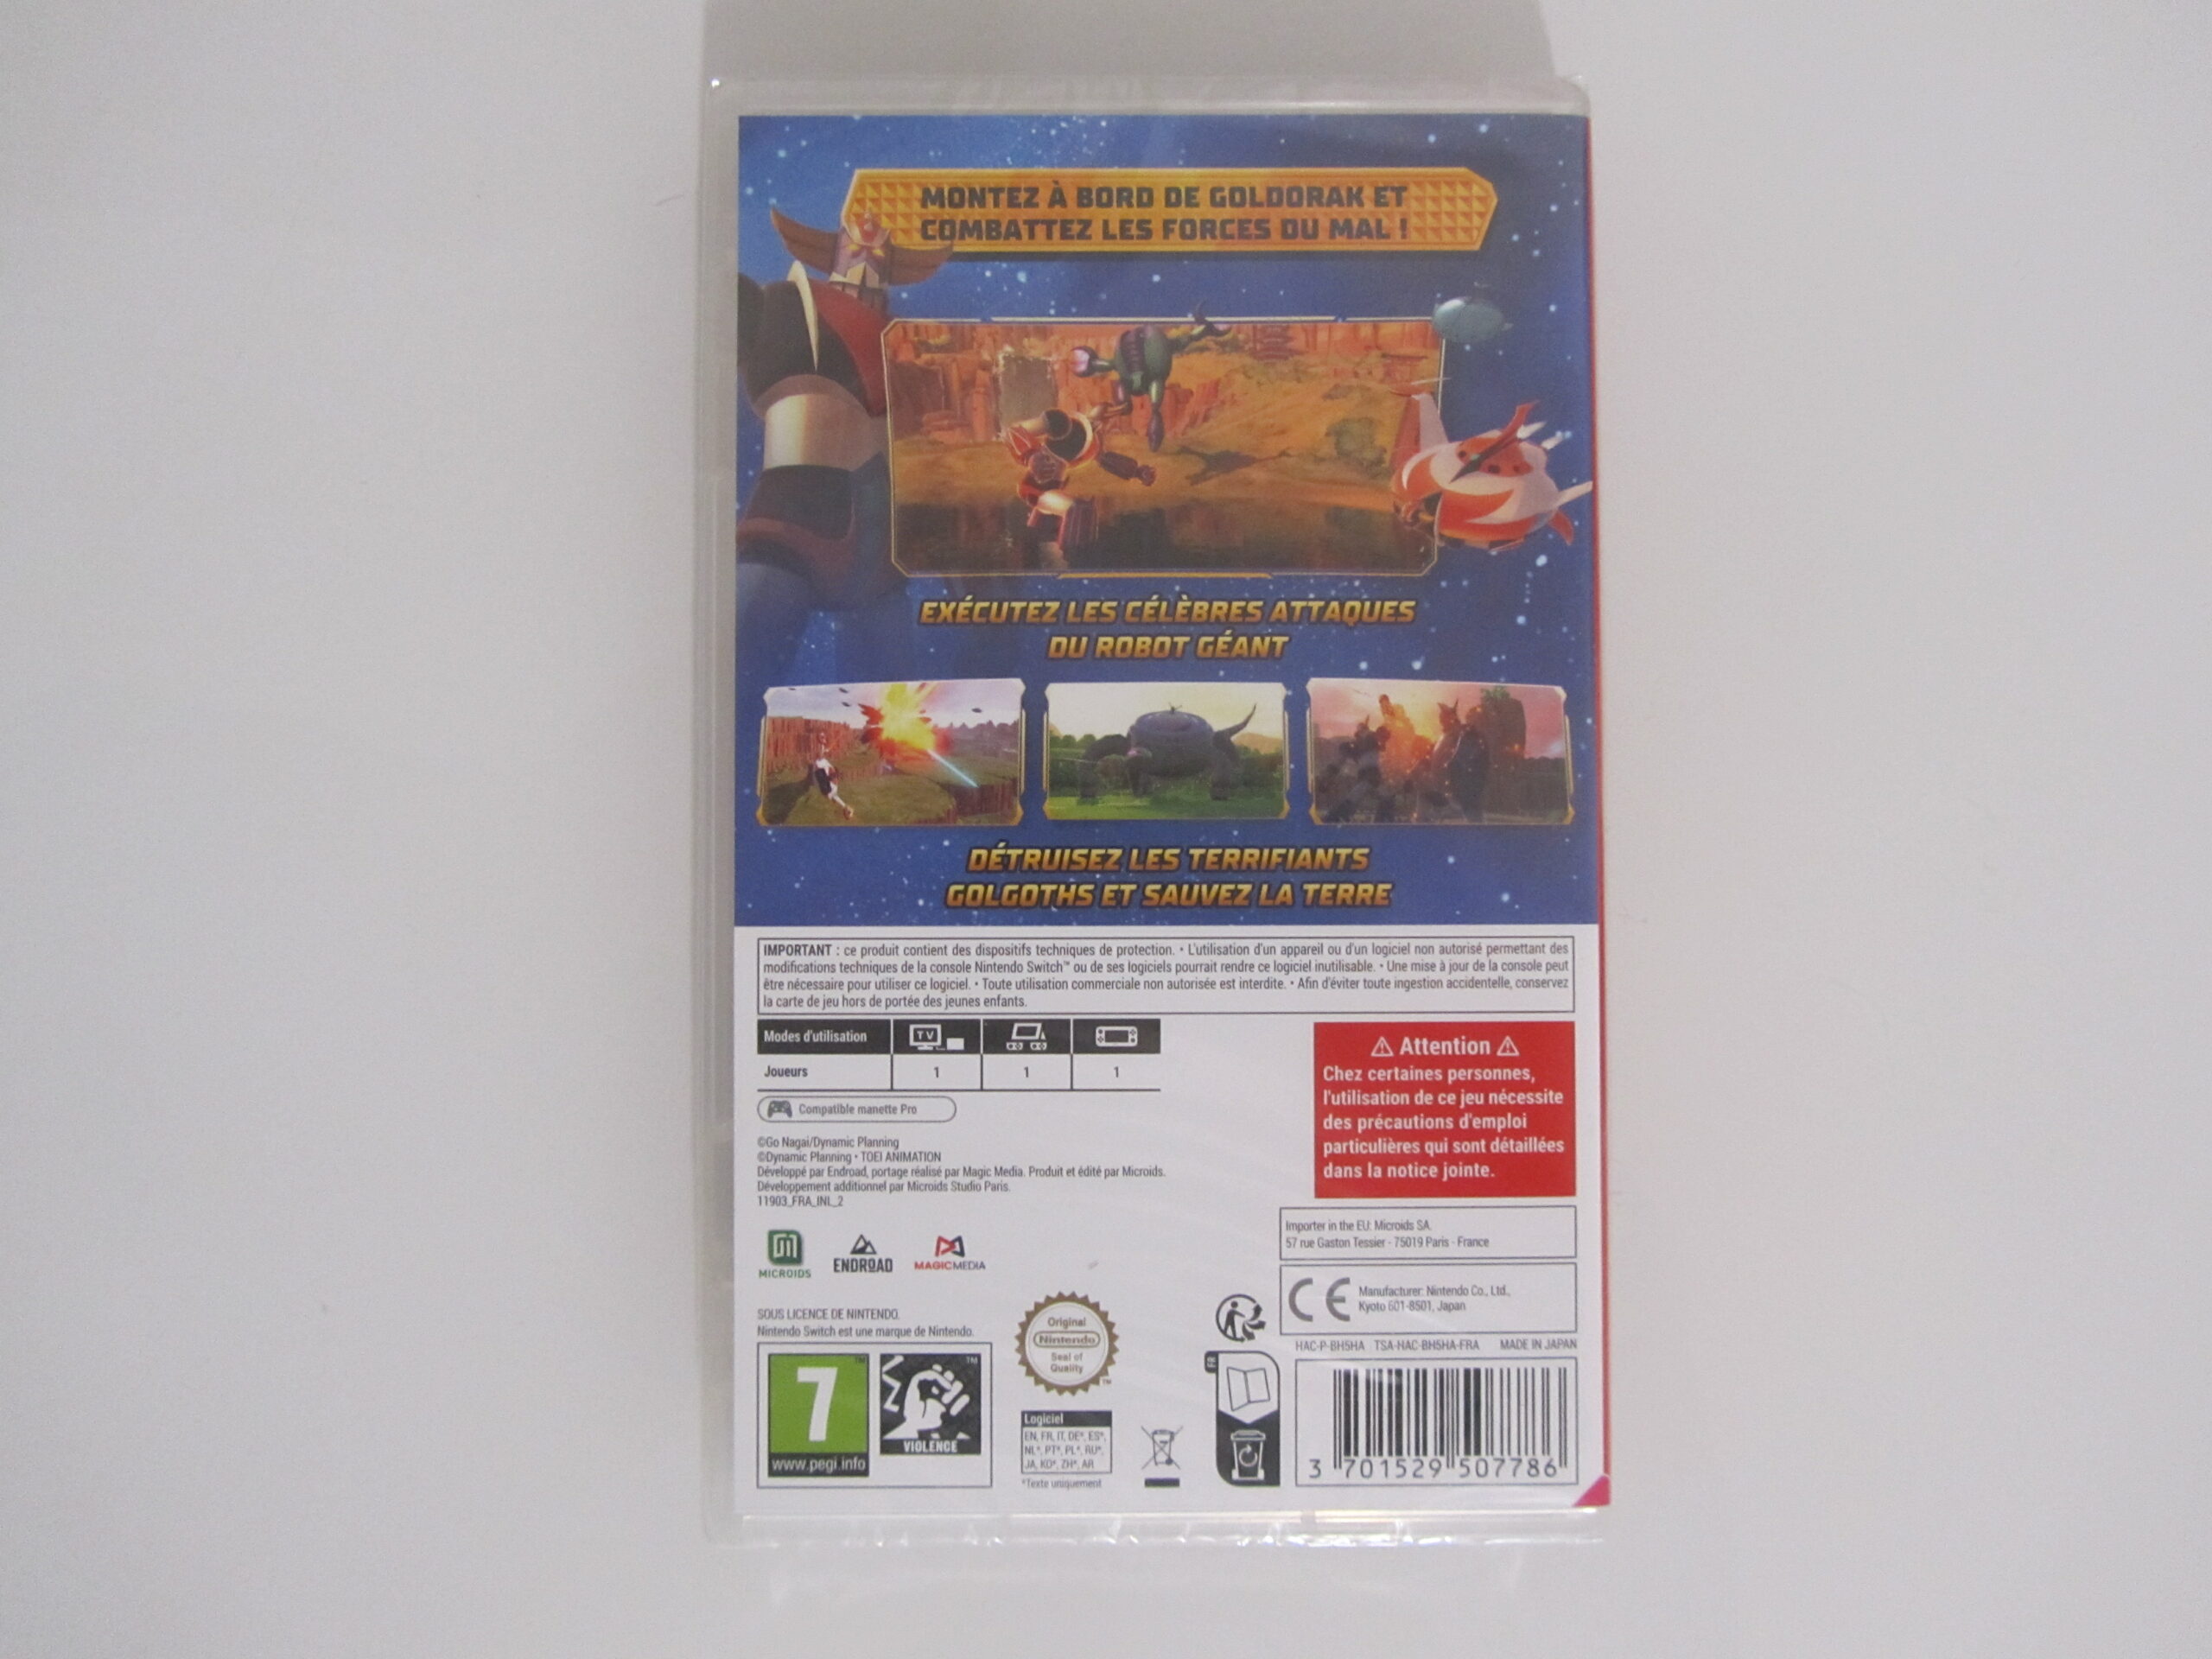 MONTEZ À BORD DE GOLDORAK ET
COMBATTEZ LES FORCES DU MAL !
EXÉCUTEZ LES CÉLÈBRES ATTAQUES
DU ROBOT GÉANT
DÉTRUISEZ LES TERRIFIANTS
GOLGOTHS ET SAUVEZ LA TERRE
IMPORTANT : ce produit contient des dispositifs techniques de protection. • L'utilisation d'un appareil ou d'un logiciel non autorisé permettant des
modifications techniques de la console Nintendo Switch™ ou de ses logiciels pourrait rendre ce logiciel inutilisable. • Une mise à jour de la console peut
être nécessaire pour utiliser ce logiciel. • Toute utilisation commerciale non autorisée est interdite. • Afin d'éviter toute ingestion accidentelle, conservez
la carte de jeu hors de portée des jeunes enfants.
Modes d'utilisation TV
Joueurs 1 1 1
Compatible manette Pro
⚠ Attention ⚠
Chez certaines personnes,
l'utilisation de ce jeu nécessite
des précautions d'emploi
particulières qui sont détaillées
dans la notice jointe.
©Go Nagai/Dynamic Planning
©Dynamic Planning • TOEI ANIMATION
Développé par Endroad, portage réalisé par Magic Media. Produit et édité par Microids.
Développement additionnel par Microids Studio Paris.
11903_FRA_INL_2
MICROIDS ENDROAD MAGICMEDIA
Importer in the EU: Microids SA.
57 rue Gaston Tessier - 75019 Paris - France
CE Manufacturer: Nintendo Co., Ltd.,
Kyoto 601-8501, Japan
SOUS LICENCE DE NINTENDO.
Nintendo Switch est une marque de Nintendo.
HAC-P-BH5HA TSA-HAC-BH5HA-FRA MADE IN JAPAN
7 ™
www.pegi.info
™
VIOLENCE
Original
Nintendo
Seal of
Quality
™
Logiciel
EN, FR, IT, DE*, ES*,
NL*, PT*, PL*, RU*,
JA, KO*, ZH*, AR
*Texte uniquement
FR
3 701529 507786